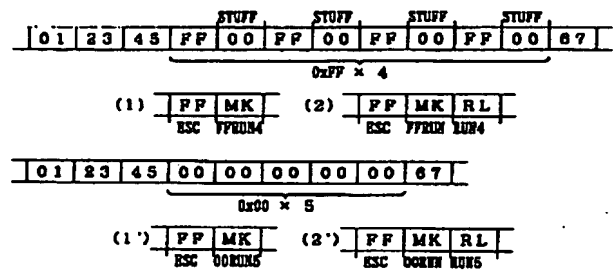 STUFF STUFF STUFF STUFF
01 23 45 FF 00 FF 00 FF 00 FF 00 67
0xFF × 4
(1) FF MK (2) FF MK RL
ESC FFRUN4 ESC FFRUN RUN4
01 23 45 00 00 00 00 00 67
0x00 × 5
(1') FF MK (2') FF MK RL
ESC 00RUN5 ESC 00RUN RUN5